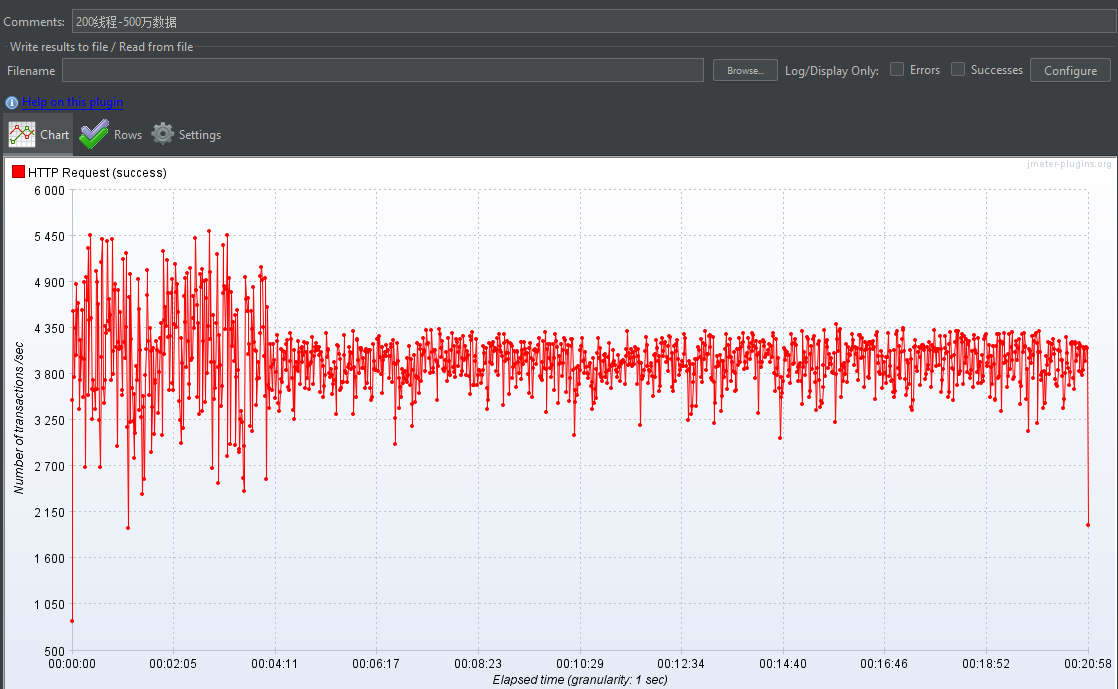 Comments: 200线程-500万数据
Write results to file / Read from file
Filename Browse... Log/Display Only: Errors Successes Configure
Help on this plugin
Chart Rows Settings
jmeter-plugins.org
HTTP Request (success)
6 000
5 450
4 900
4 350
3 800
3 250
2 700
2 150
1 600
1 050
500
Number of transactions /sec
00:00:00 00:02:05 00:04:11 00:06:17 00:08:23 00:10:29 00:12:34 00:14:40 00:16:46 00:18:52 00:20:58
Elapsed time (granularity: 1 sec)